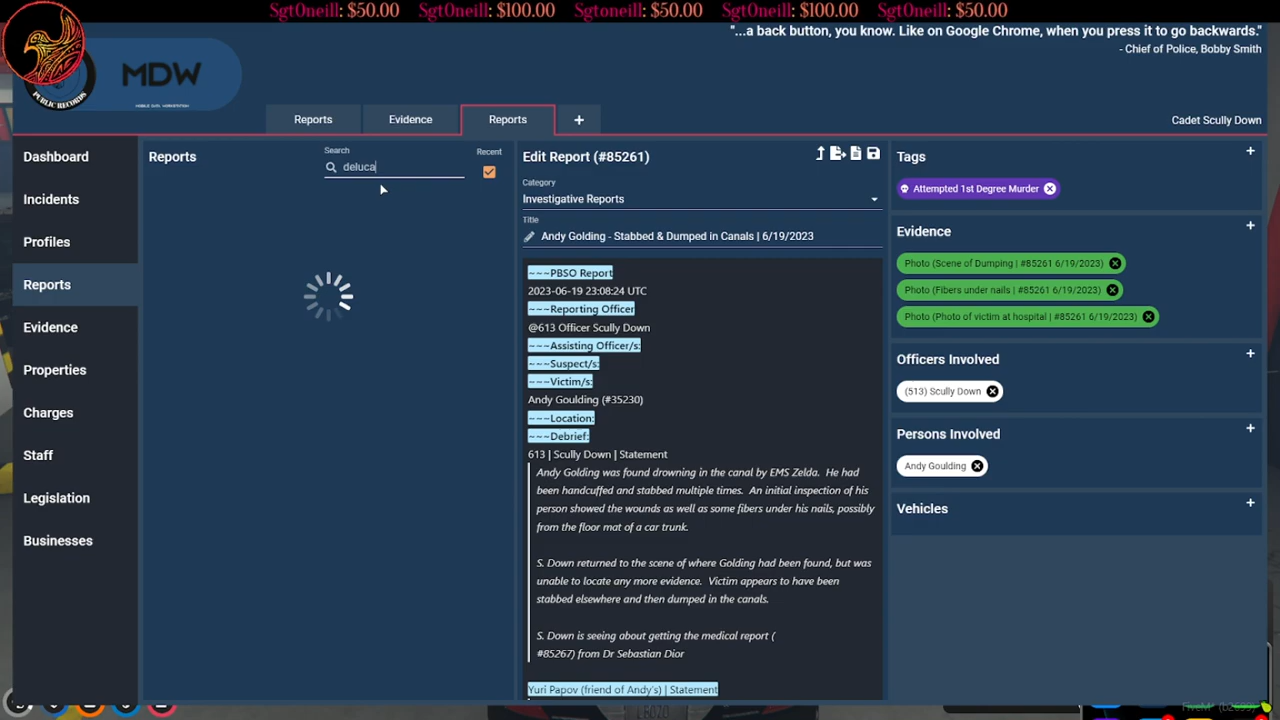 SgtOneill: $50.00 SgtOneill: $100.00 Sgtoneill: $50.00 SgtOneill: $100.00 SgtOneill: $50.00
"...a back button, you know. Like on Google Chrome, when you press it to go backwards."
- Chief of Police, Bobby Smith
MDW
MOBILE DATA WORKSTATION
PUBLIC RECORDS
Reports
Evidence
Reports
+
Cadet Scully Down
Dashboard
Incidents
Profiles
Reports
Evidence
Properties
Charges
Staff
Legislation
Businesses
Reports
Search
deluca
Recent
Edit Report (#85261)
Category
Investigative Reports
Title
Andy Golding - Stabbed & Dumped in Canals | 6/19/2023
~~~PBSO Report
2023-06-19 23:08:24 UTC
~~~Reporting Officer
@613 Officer Scully Down
~~~Assisting Officer/s:
~~~Suspect/s:
~~~Victim/s:
Andy Goulding (#35230)
~~~Location:
~~~Debrief:
613 | Scully Down | Statement
Andy Golding was found drowning in the canal by EMS Zelda. He had
been handcuffed and stabbed multiple times. An initial inspection of his
person showed the wounds as well as some fibers under his nails, possibly
from the floor mat of a car trunk.
S. Down returned to the scene of where Golding had been found, but was
unable to locate any more evidence. Victim appears to have been
stabbed elsewhere and then dumped in the canals.
S. Down is seeing about getting the medical report (
#85267) from Dr Sebastian Dior
Yuri Papov (friend of Andy's) | Statement
Tags
+
Attempted 1st Degree Murder
Evidence
+
Photo (Scene of Dumping | #85261 6/19/2023)
Photo (Fibers under nails | #85261 6/19/2023)
Photo (Photo of victim at hospital | #85261 6/19/2023)
Officers Involved
+
(513) Scully Down
Persons Involved
+
Andy Goulding
Vehicles
+